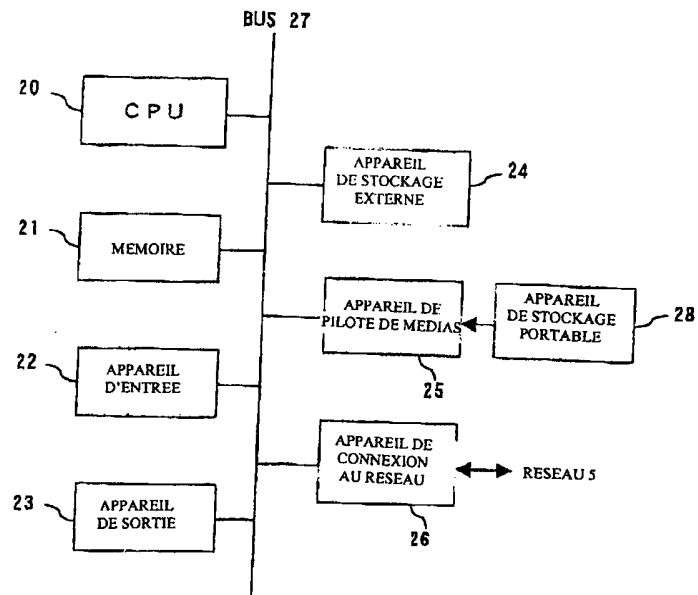 BUS 27
20
CPU
APPAREIL
DE STOCKAGE
EXTERNE
24
21
MEMOIRE
APPAREIL DE
PILOTE DE MEDIAS
25
APPAREIL
DE STOCKAGE
PORTABLE
28
22
APPAREIL
D'ENTREE
APPAREIL DE
CONNEXION
AU RESEAU
26
RESEAU 5
23
APPAREIL
DE SORTIE